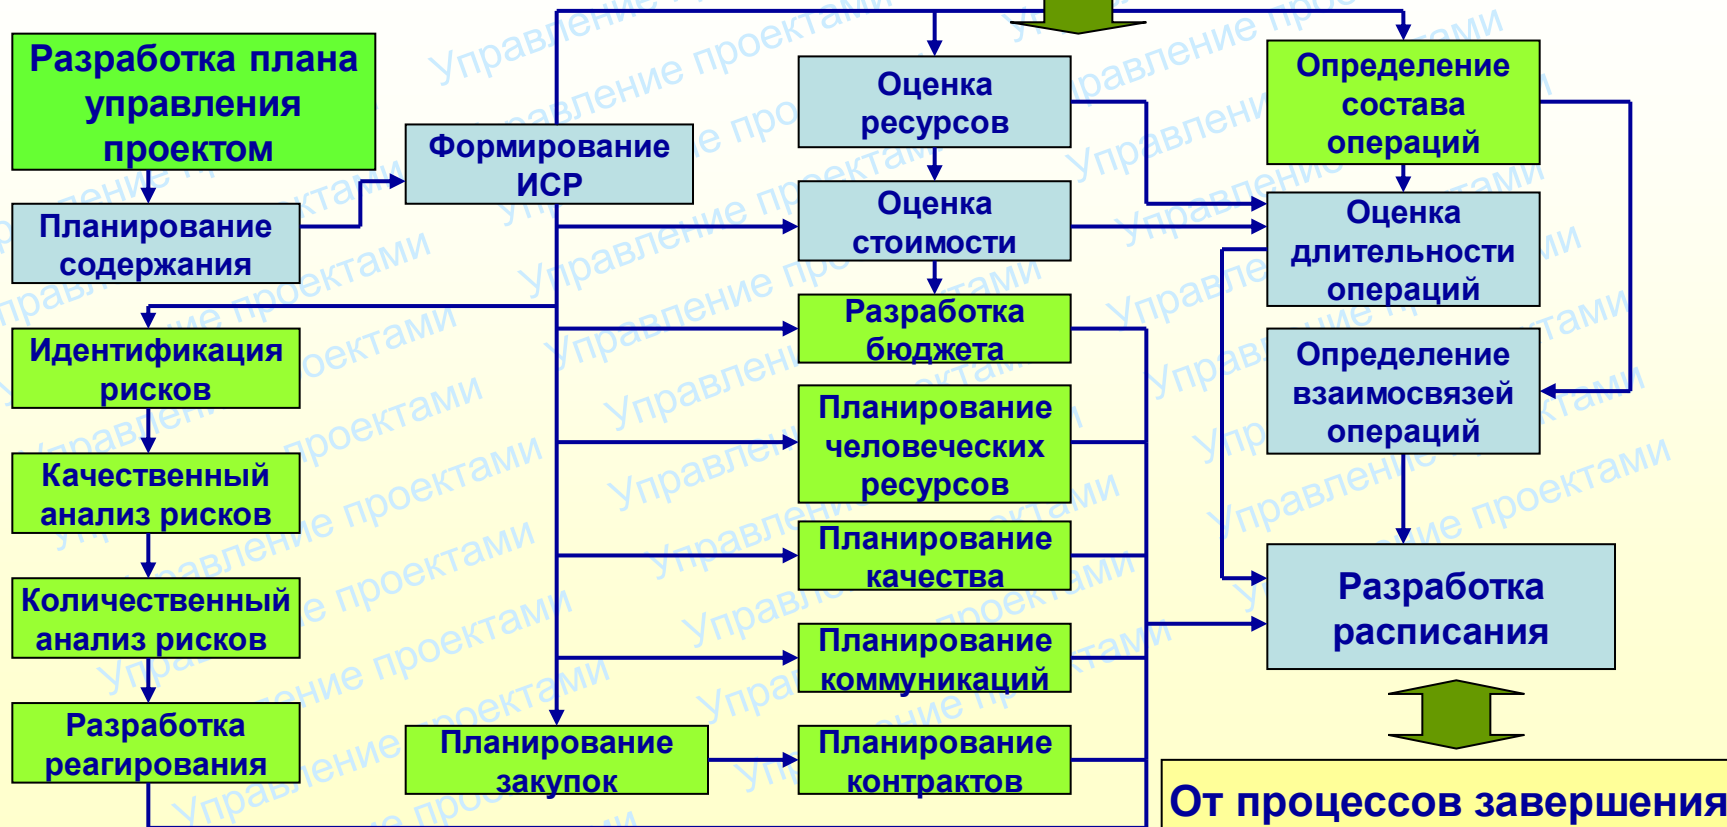 Разработка плана
управления
проектом
Планирование
содержания
Формирование
ИСР
Оценка
ресурсов
Оценка
стоимости
Разработка
бюджета
Планирование
человеческих
ресурсов
Планирование
качества
Планирование
коммуникаций
Планирование
закупок
Планирование
контрактов
Идентификация
рисков
Качественный
анализ рисков
Количественный
анализ рисков
Разработка
реагирования
Определение
состава
операций
Оценка
длительности
операций
Определение
взаимосвязей
операций
Разработка
расписания
От процессов завершения
Управление проектами